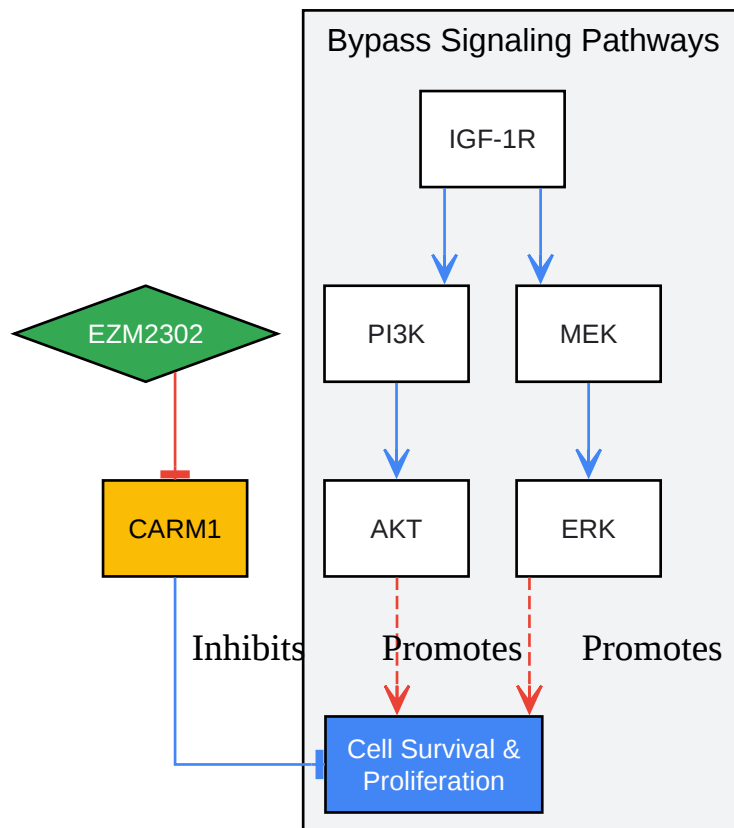 Bypass Signaling Pathways
IGF-1R
EZM2302
PI3K
MEK
CARM1
AKT
ERK
Inhibits
Promotes
Promotes
Cell Survival &
Proliferation